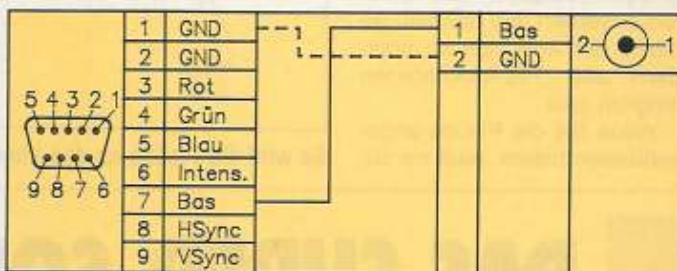 1 GND
2 GND
3 Rot
4 Grün
5 Blau
6 Intens.
7 Bas
8 HSync
9 VSync
5 4 3 2 1
9 8 7 6
1 Bas
2 GND
2 1